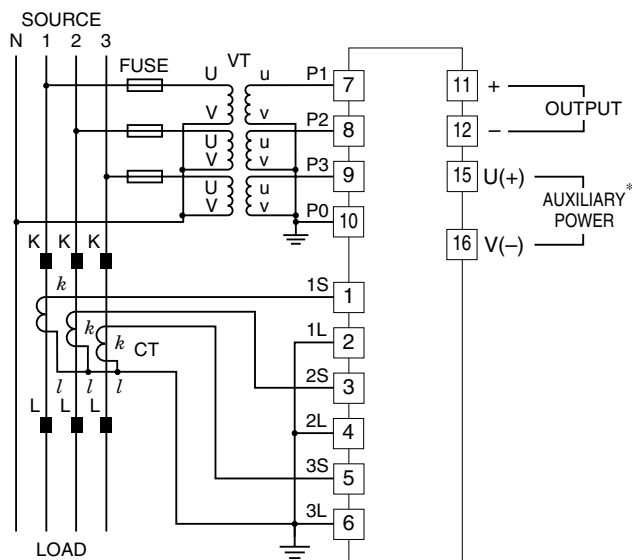 SOURCE
N 1 2 3
FUSE
VT
U u P1 7
V v
P2 8
U u
V v
P3 9
U u
V v
P0 10
11 +
OUTPUT
12 −
15 U(+)
AUXILIARY*
POWER
16 V(−)
K K K
k
1S 1
k
k CT
1L 2
l l l
2S 3
L L L
2L 4
3S 5
3L 6
LOAD